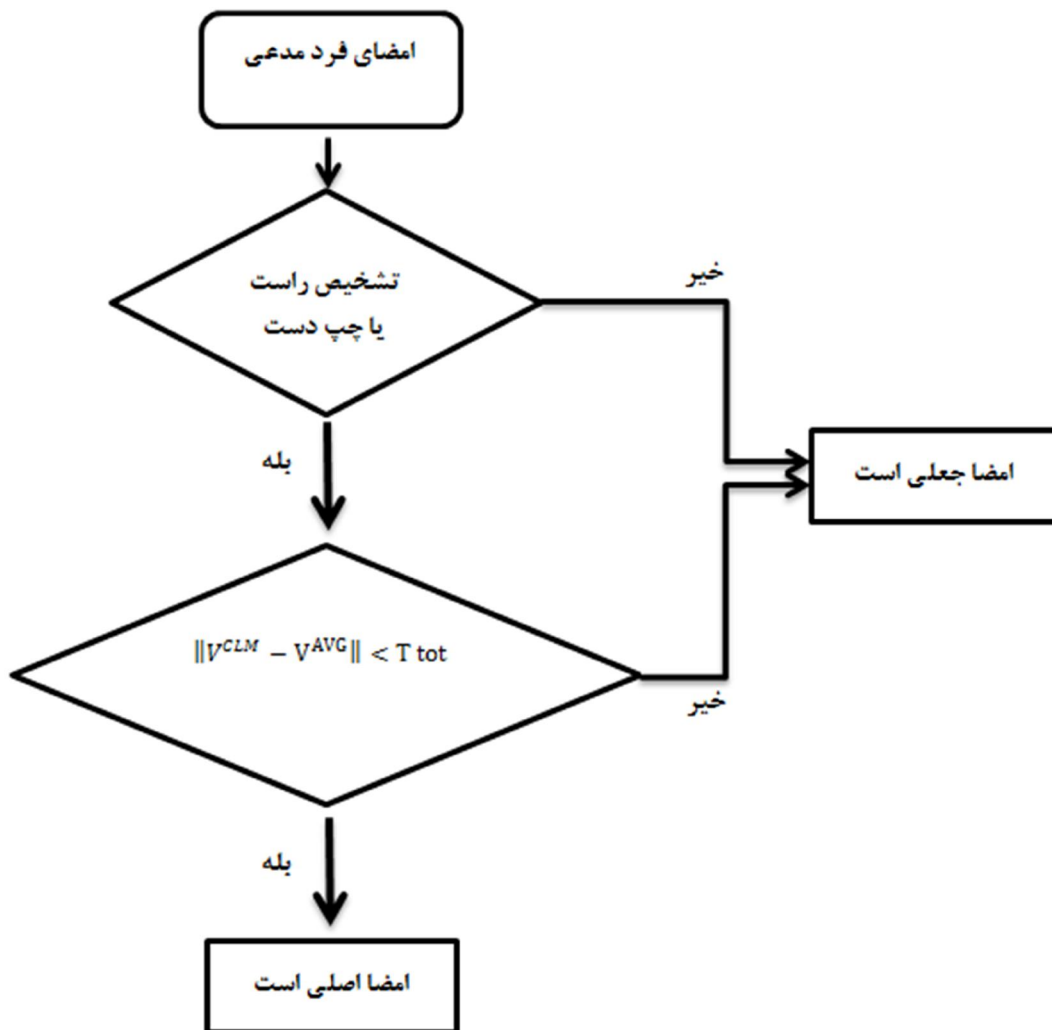 امضای فرد مدعی
تشخیص راست
یا چپ دست
خیر
بله
امضا جعلی است
‖V^{CLM} − V^{AVG}‖ < T tot
خیر
بله
امضا اصلی است